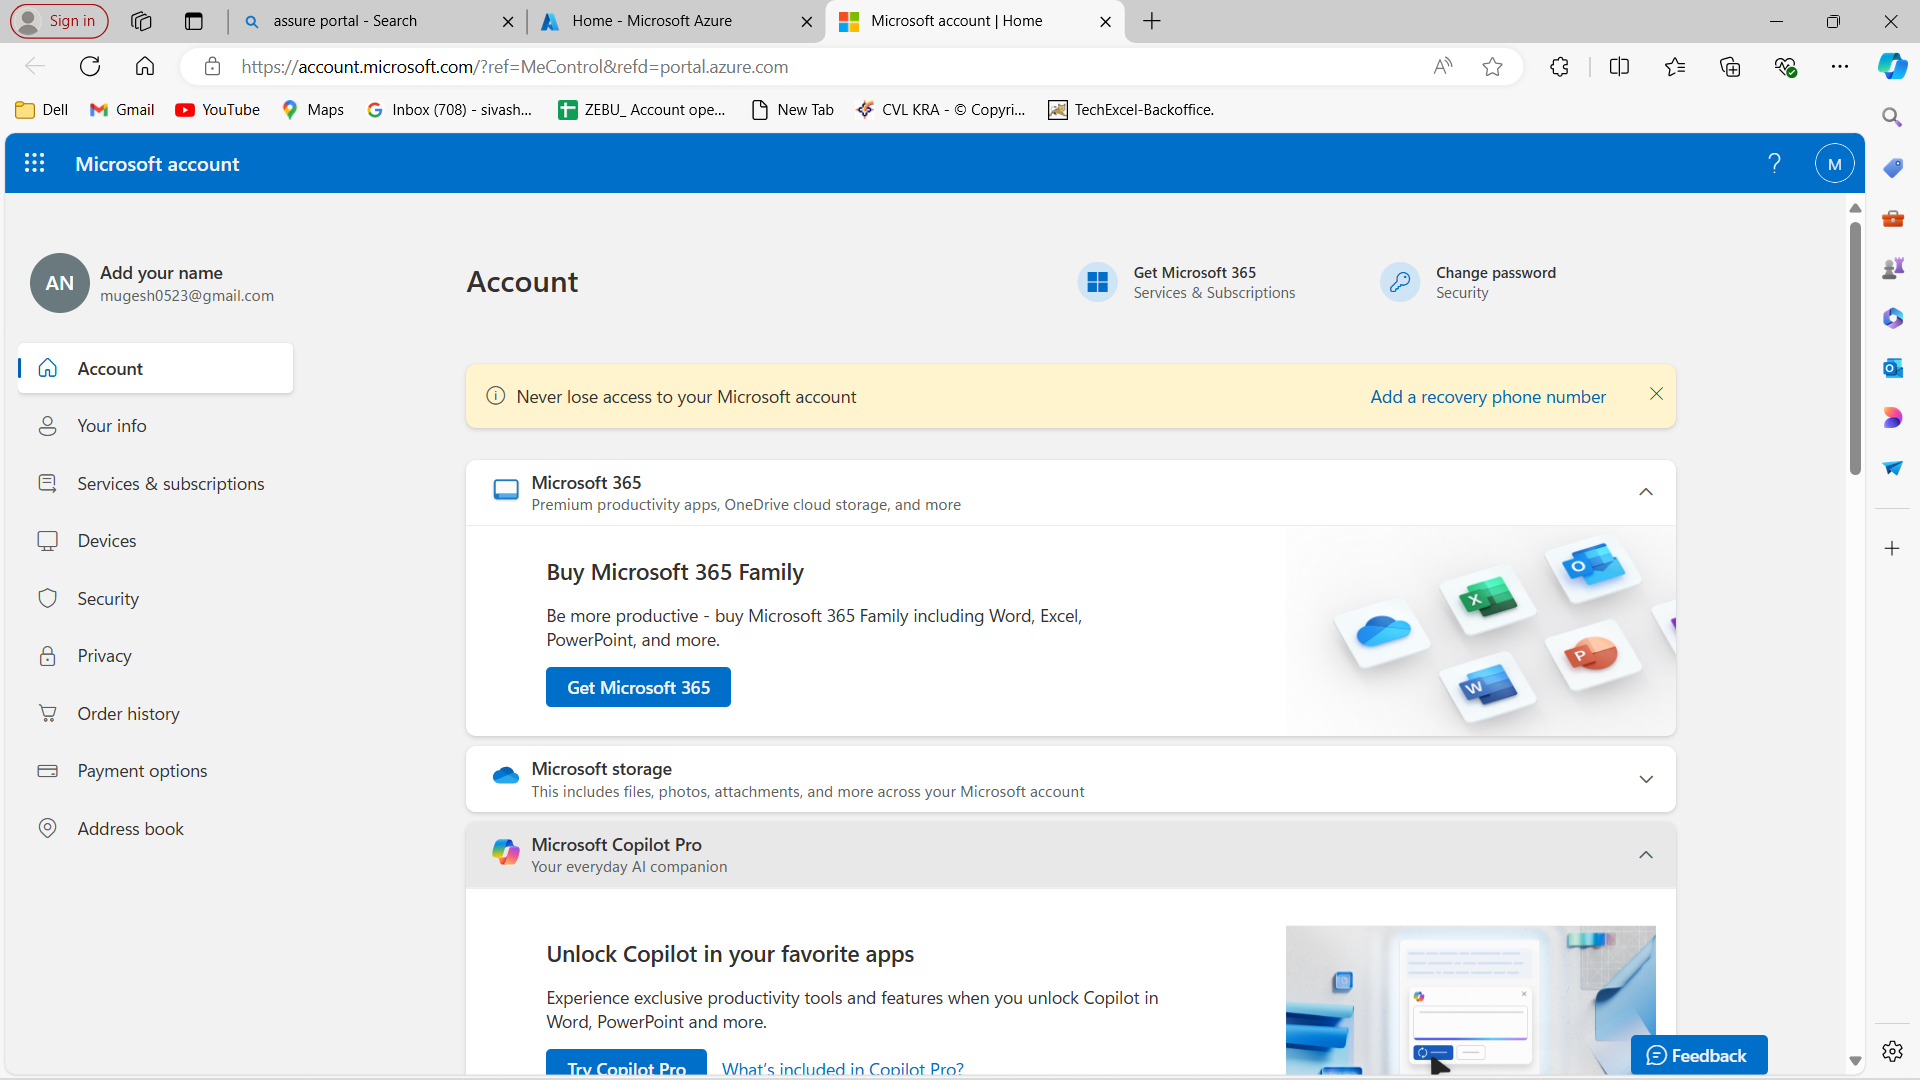 Sign in
assure portal - Search
Home - Microsoft Azure
Microsoft account | Home
https://account.microsoft.com/?ref=MeControl&refd=portal.azure.com
Dell
Gmail
YouTube
Maps
Inbox (708) - sivash...
ZEBU_ Account ope...
New Tab
CVL KRA - © Copyri...
TechExcel-Backoffice.
Microsoft account
?
M
AN
Add your name
mugesh0523@gmail.com
Account
Get Microsoft 365
Services & Subscriptions
Change password
Security
Account
Your info
Services & subscriptions
Devices
Security
Privacy
Order history
Payment options
Address book
Never lose access to your Microsoft account
Add a recovery phone number
Microsoft 365
Premium productivity apps, OneDrive cloud storage, and more
Buy Microsoft 365 Family
Be more productive - buy Microsoft 365 Family including Word, Excel,
PowerPoint, and more.
Get Microsoft 365
Microsoft storage
This includes files, photos, attachments, and more across your Microsoft account
Microsoft Copilot Pro
Your everyday AI companion
Unlock Copilot in your favorite apps
Experience exclusive productivity tools and features when you unlock Copilot in
Word, PowerPoint and more.
Try Copilot Pro
What's included in Copilot Pro?
Feedback